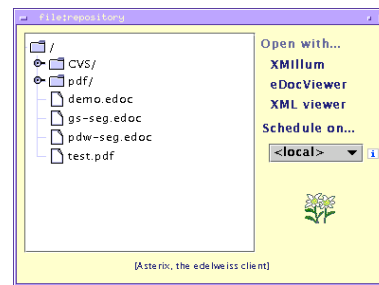 file:repository
/
CVS/
pdf/
demo.edoc
gs-seg.edoc
pdw-seg.edoc
test.pdf
Open with...
XMIllum
eDocViewer
XML viewer
Schedule on...
<local>
i
[Asterix, the edelweiss client]